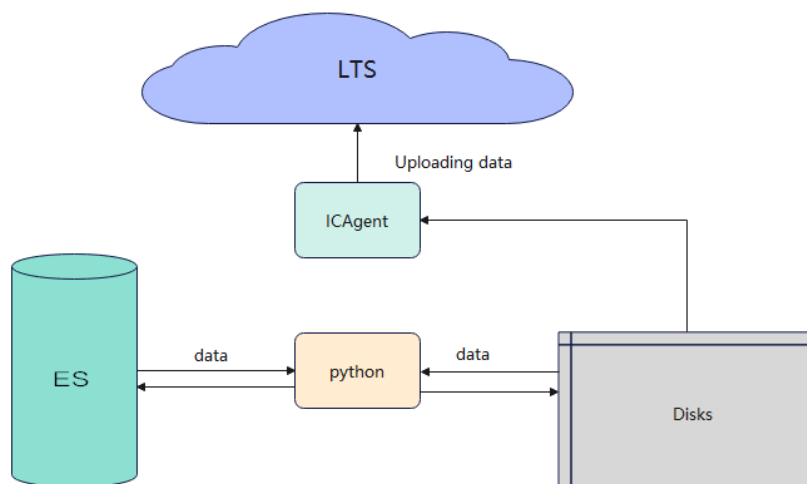 LTS
Uploading data
ICAgent
data
data
ES
python
Disks